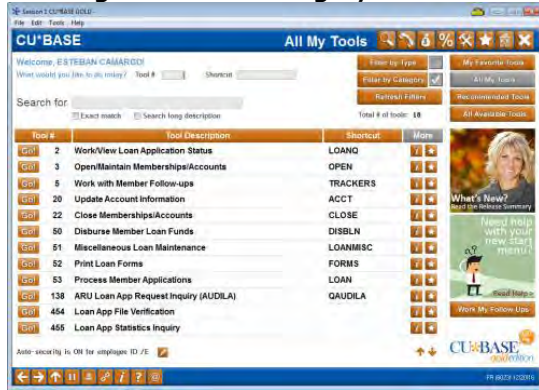 Session 1 CU*BASE GOLD -
File Edit Tools Help
CU*BASE
All My Tools
Welcome, ESTEBAN CAMARGO!
What would you like to do today? Tool # Shortcut
Search for
Exact match Search long description
Filter by Type
Filter by Category
Refresh Filters
Total # of tools: 18
My Favorite Tools
All My Tools
Recommended Tools
All Available Tools
Tool # Tool Description Shortcut More
Go! 2 Work/View Loan Application Status LOANQ
Go! 3 Open/Maintain Memberships/Accounts OPEN
Go! 5 Work with Member Follow-ups TRACKERS
Go! 20 Update Account Information ACCT
Go! 22 Close Memberships/Accounts CLOSE
Go! 50 Disburse Member Loan Funds DISBLN
Go! 51 Miscellaneous Loan Maintenance LOANMISC
Go! 52 Print Loan Forms FORMS
Go! 53 Process Member Applications LOAN
Go! 138 ARU Loan App Request Inquiry (AUDILA) QAUDILA
Go! 454 Loan App File Verification
Go! 455 Loan App Statistics Inquiry
Auto-security is ON for employee ID /E
What's New?
Read the Release Summary
Need help
with your
new start
menu?
Read Help >
Work My Follow Ups
CU*BASE
gold edition